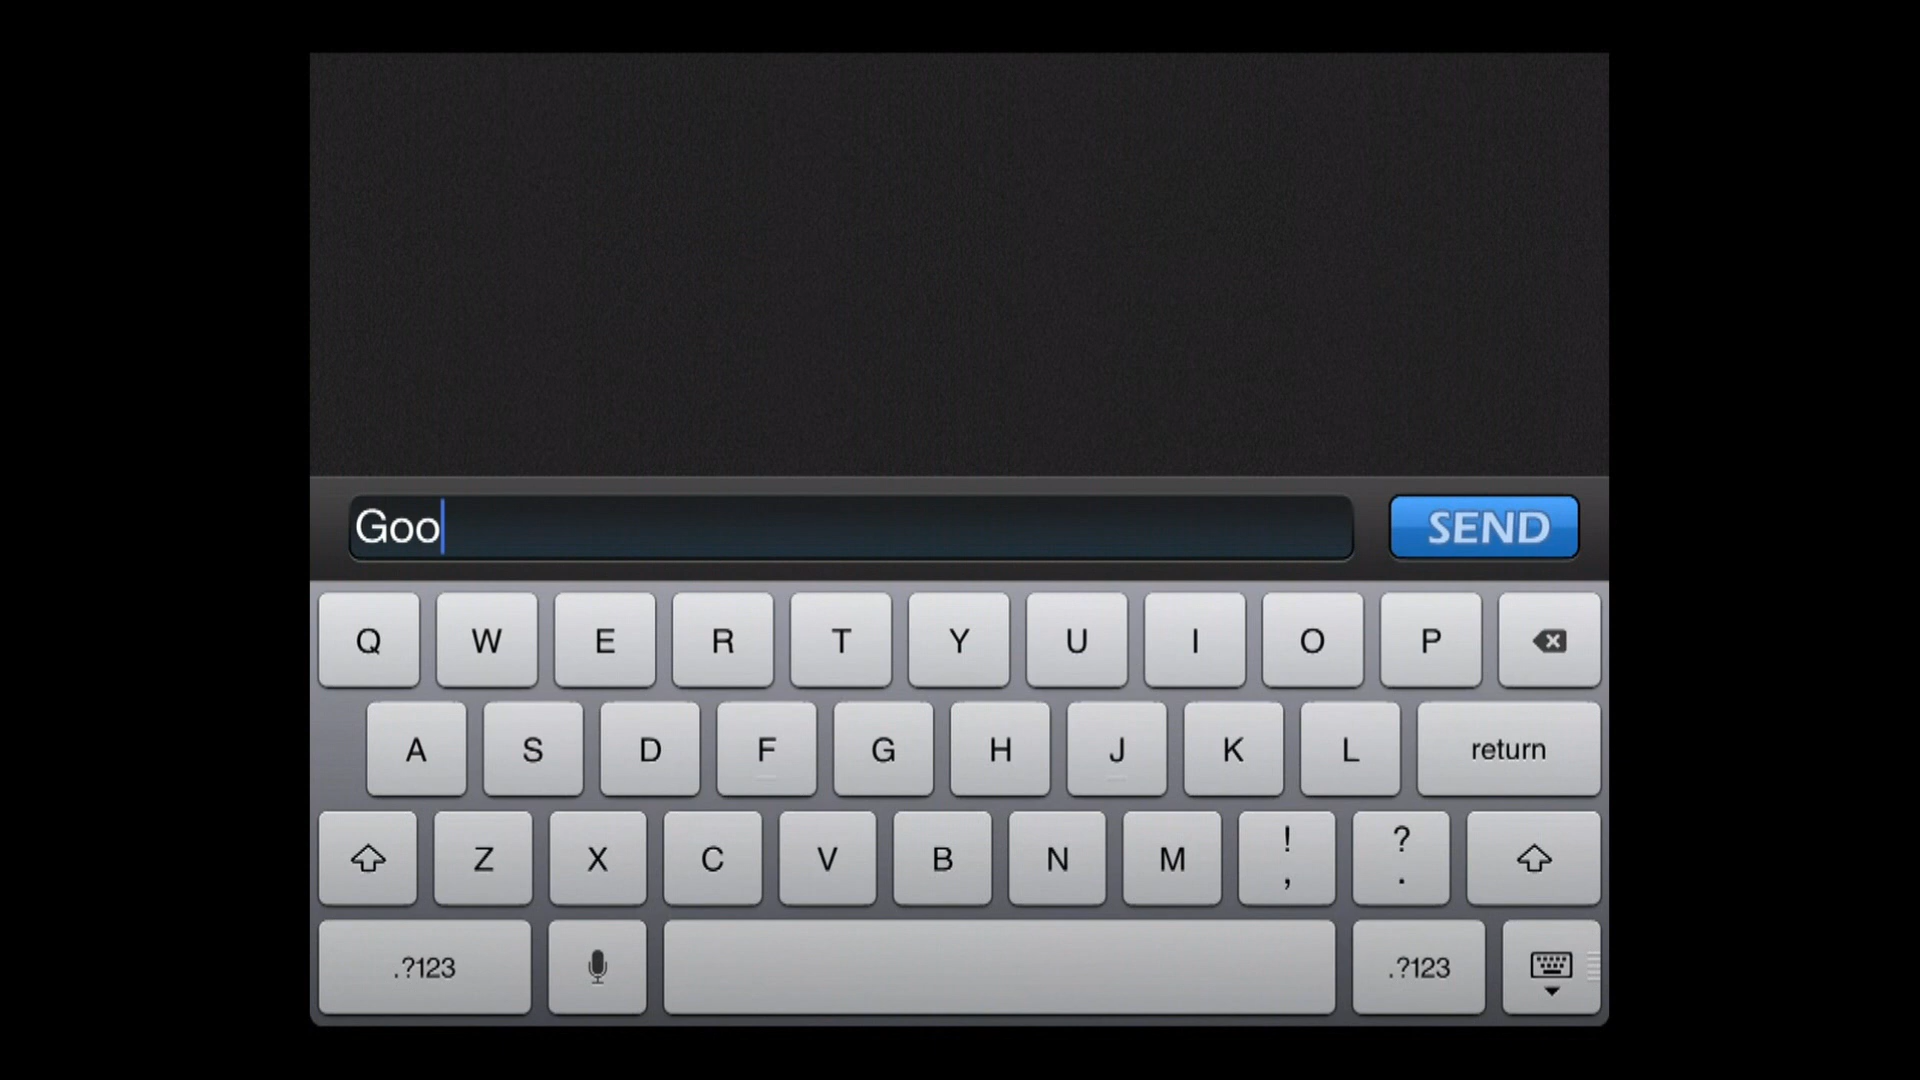 Goo
SEND
Q W E R T Y U I O P
A S D F G H J K L return
Z X C V B N M ! , ? .
.?123 .?123